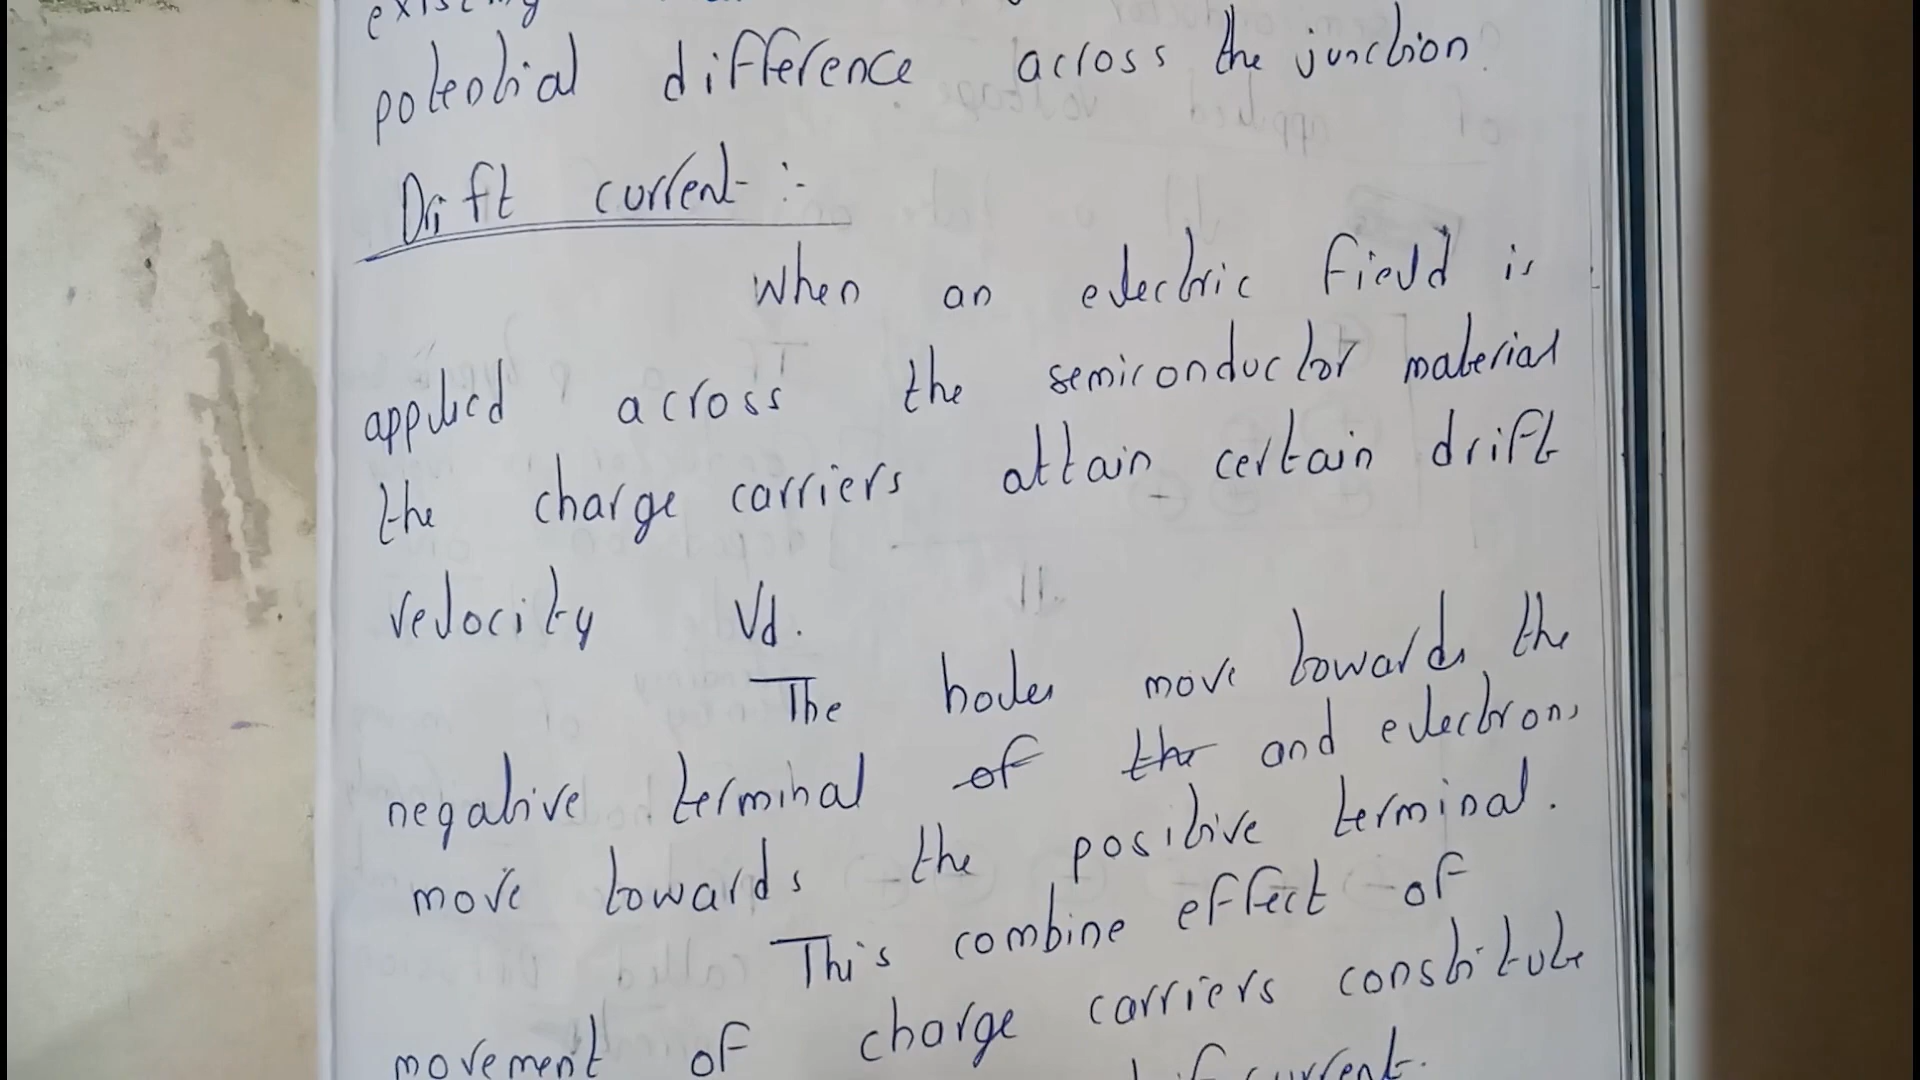 existing
potential difference across the junction.
Drift current :-
When an electric field is
applied across the semiconductor material
the charge carriers attain certain drift
velocity Vd.
The holes move towards the
negative terminal of the and electrons
move towards the positive terminal.
This combine effect of
movement of charge carriers constitute
current.